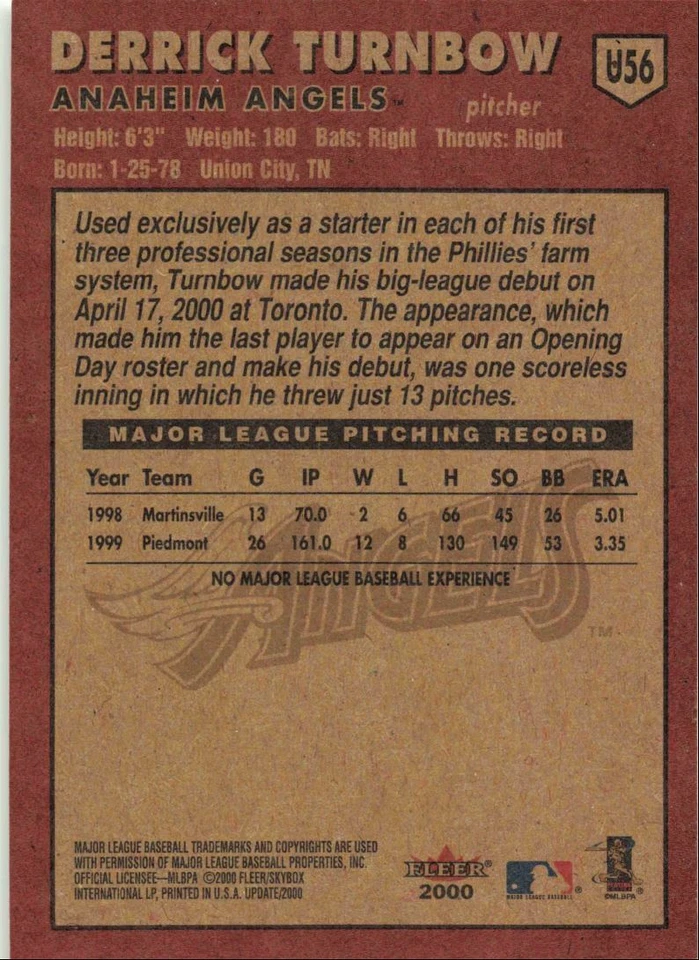 DERRICK TURNBOW
U56
ANAHEIM ANGELS™ pitcher
Height: 6'3" Weight: 180 Bats: Right Throws: Right
Born: 1-25-78 Union City, TN
Used exclusively as a starter in each of his first
three professional seasons in the Phillies' farm
system, Turnbow made his big-league debut on
April 17, 2000 at Toronto. The appearance, which
made him the last player to appear on an Opening
Day roster and make his debut, was one scoreless
inning in which he threw just 13 pitches.
MAJOR LEAGUE PITCHING RECORD
Year Team G IP W L H SO BB ERA
1998 Martinsville 13 70.0 2 6 66 45 26 5.01
1999 Piedmont 26 161.0 12 8 130 149 53 3.35
NO MAJOR LEAGUE BASEBALL EXPERIENCE
ANGELS
TM
MAJOR LEAGUE BASEBALL TRADEMARKS AND COPYRIGHTS ARE USED
WITH PERMISSION OF MAJOR LEAGUE BASEBALL PROPERTIES, INC.
OFFICIAL LICENSEE—MLBPA ©2000 FLEER/SKYBOX
INTERNATIONAL LP, PRINTED IN U.S.A. UPDATE/2000
FLEER®
2000
MAJOR LEAGUE BASEBALL
©MLBPA